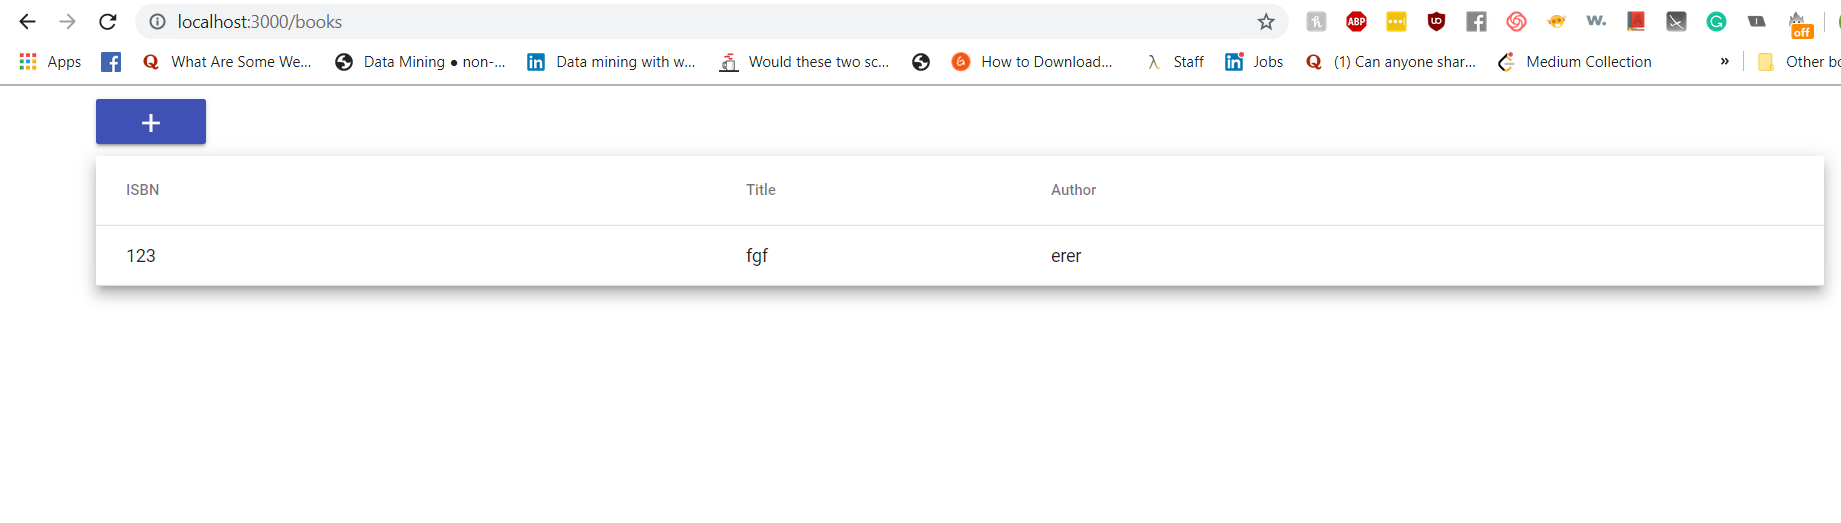 localhost:3000/books
ABP
w.
off
Apps What Are Some We... Data Mining ● non-... Data mining with w... Would these two sc... How to Download... Staff Jobs (1) Can anyone shar... Medium Collection » Other bo
+
ISBN Title Author
123 fgf erer